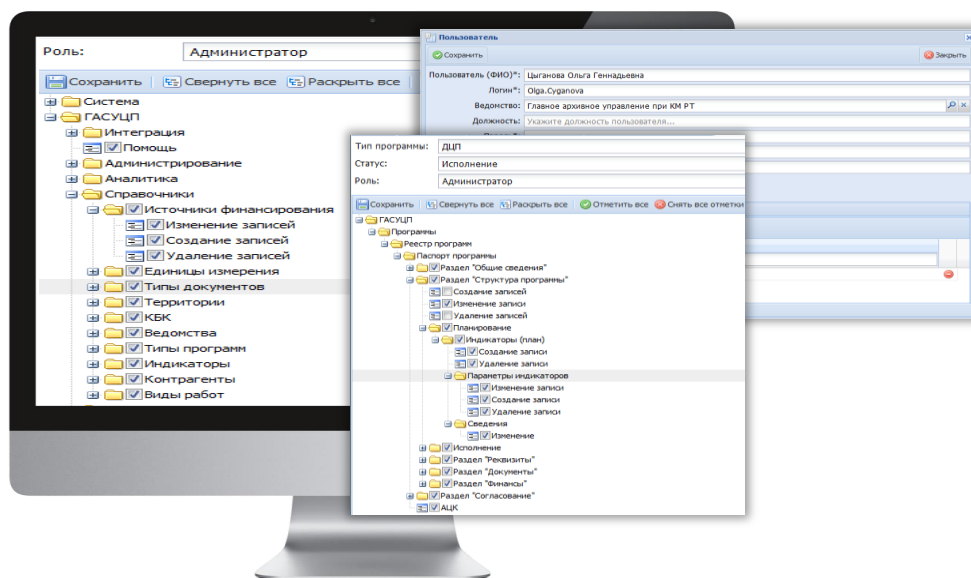 Роль:
Администратор
Сохранить
Свернуть все
Раскрыть все
Система
ГАСУЦП
Интеграция
Помощь
Администрирование
Аналитика
Справочники
Источники финансирования
Изменение записей
Создание записей
Удаление записей
Единицы измерения
Типы документов
Территории
КБК
Ведомства
Типы программ
Индикаторы
Контрагенты
Виды работ
Пользователь
Сохранить
Закрыть
Пользователь (ФИО)*: Цыганова Ольга Геннадьевна
Логин*: Olga.Cyganova
Ведомство: Главное архивное управление при КМ РТ
Должность: Укажите должность пользователя...
Тип программы: ДЦП
Статус: Исполнение
Роль: Администратор
Сохранить
Свернуть все
Раскрыть все
Отметить все
Снять все отметки
ГАСУЦП
Программы
Реестр программ
Паспорт программы
Раздел "Общие сведения"
Раздел "Структура программы"
Создание записей
Изменение записи
Удаление записей
Планирование
Индикаторы (план)
Создание записи
Удаление записи
Параметры индикаторов
Изменение записи
Создание записи
Удаление записи
Сведения
Изменение
Исполнение
Раздел "Реквизиты"
Раздел "Документы"
Раздел "Финансы"
Раздел "Согласование"
АЦК